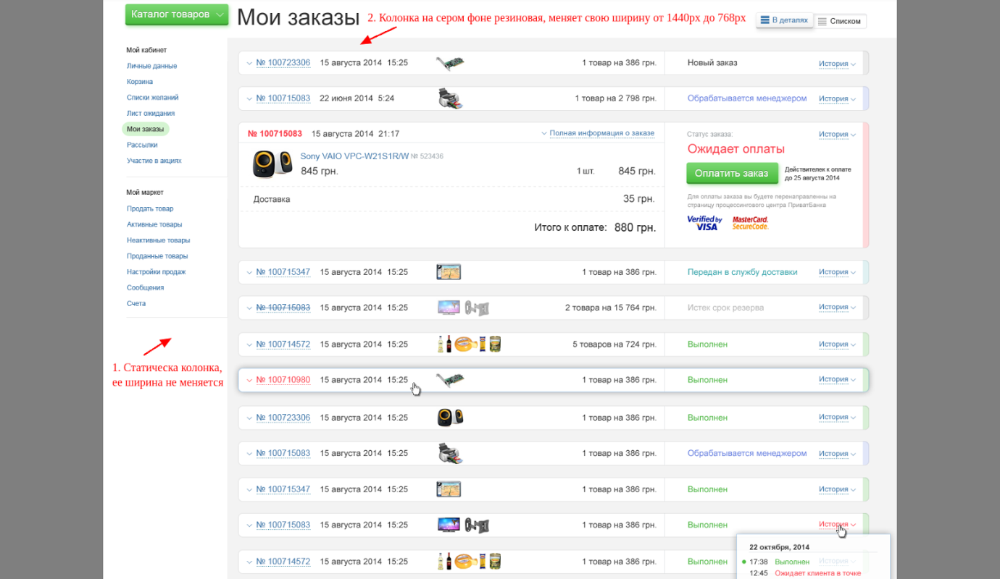 Каталог товаров
Мои заказы
2. Колонка на сером фоне резиновая, меняет свою ширину от 1440px до 768px
В деталях
Списком
Мой кабинет
Личные данные
Корзина
Списки желаний
Лист ожидания
Мои заказы
Рассылки
Участие в акциях
Мой маркет
Продать товар
Активные товары
Неактивные товары
Проданные товары
Настройки продаж
Сообщения
Счета
1. Статическа колонка,
ее ширина не меняется
№ 100723306 15 августа 2014 15:25 1 товар на 386 грн. Новый заказ История
№ 100715083 22 июня 2014 5:24 1 товар на 2 798 грн. Обрабатывается менеджером История
№ 100715083 15 августа 2014 21:17 Полная информация о заказе
Sony VAIO VPC-W21S1R/W № 523436
845 грн. 1 шт. 845 грн.
Доставка 35 грн.
Итого к оплате: 880 грн.
Статус заказа: История
Ожидает оплаты
Оплатить заказ
Действителен к оплате
до 25 августа 2014
Для оплаты заказа вы будете перенаправленны на
страницу процессингового центра ПриватБанка
Verified by
VISA
MasterCard.
SecureCode.
№ 100715347 15 августа 2014 15:25 1 товар на 386 грн. Передан в службу доставки История
№ 100715083 15 августа 2014 15:25 2 товара на 15 764 грн. Истек срок резерва История
№ 100714572 15 августа 2014 15:25 5 товаров на 724 грн. Выполнен История
№ 100710980 15 августа 2014 15:25 1 товар на 386 грн. Выполнен История
№ 100723306 15 августа 2014 15:25 1 товар на 386 грн. Выполнен История
№ 100715083 15 августа 2014 15:25 1 товар на 386 грн. Обрабатывается менеджером История
№ 100715347 15 августа 2014 15:25 1 товар на 386 грн. Выполнен История
№ 100715083 15 августа 2014 15:25 1 товар на 386 грн. Выполнен История
№ 100714572 15 августа 2014 15:25 1 товар на 386 грн. Выполнен История
22 октября, 2014
17:38 Выполнен
12:45 Ожидает клиента в точке